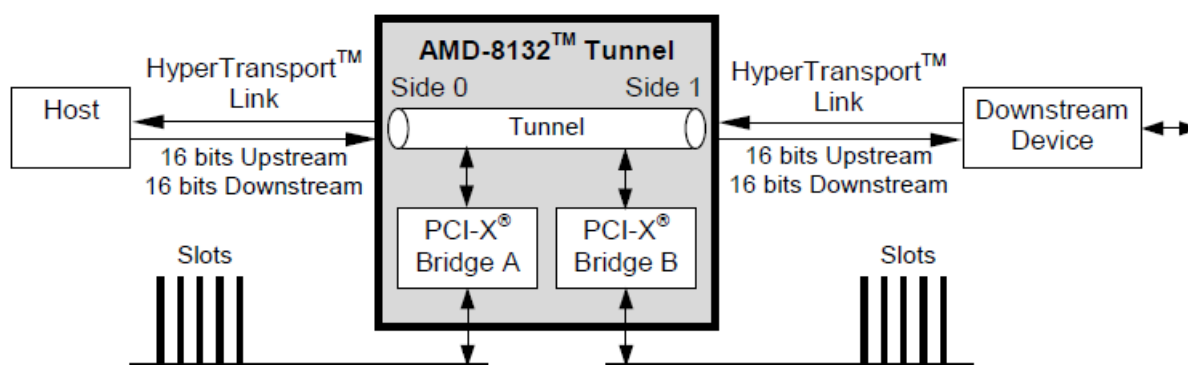 AMD-8132™ Tunnel
HyperTransport™
Link
Host
16 bits Upstream
16 bits Downstream
Side 0
Side 1
Tunnel
HyperTransport™
Link
Downstream
Device
16 bits Upstream
16 bits Downstream
PCI-X®
Bridge A
PCI-X®
Bridge B
Slots
Slots